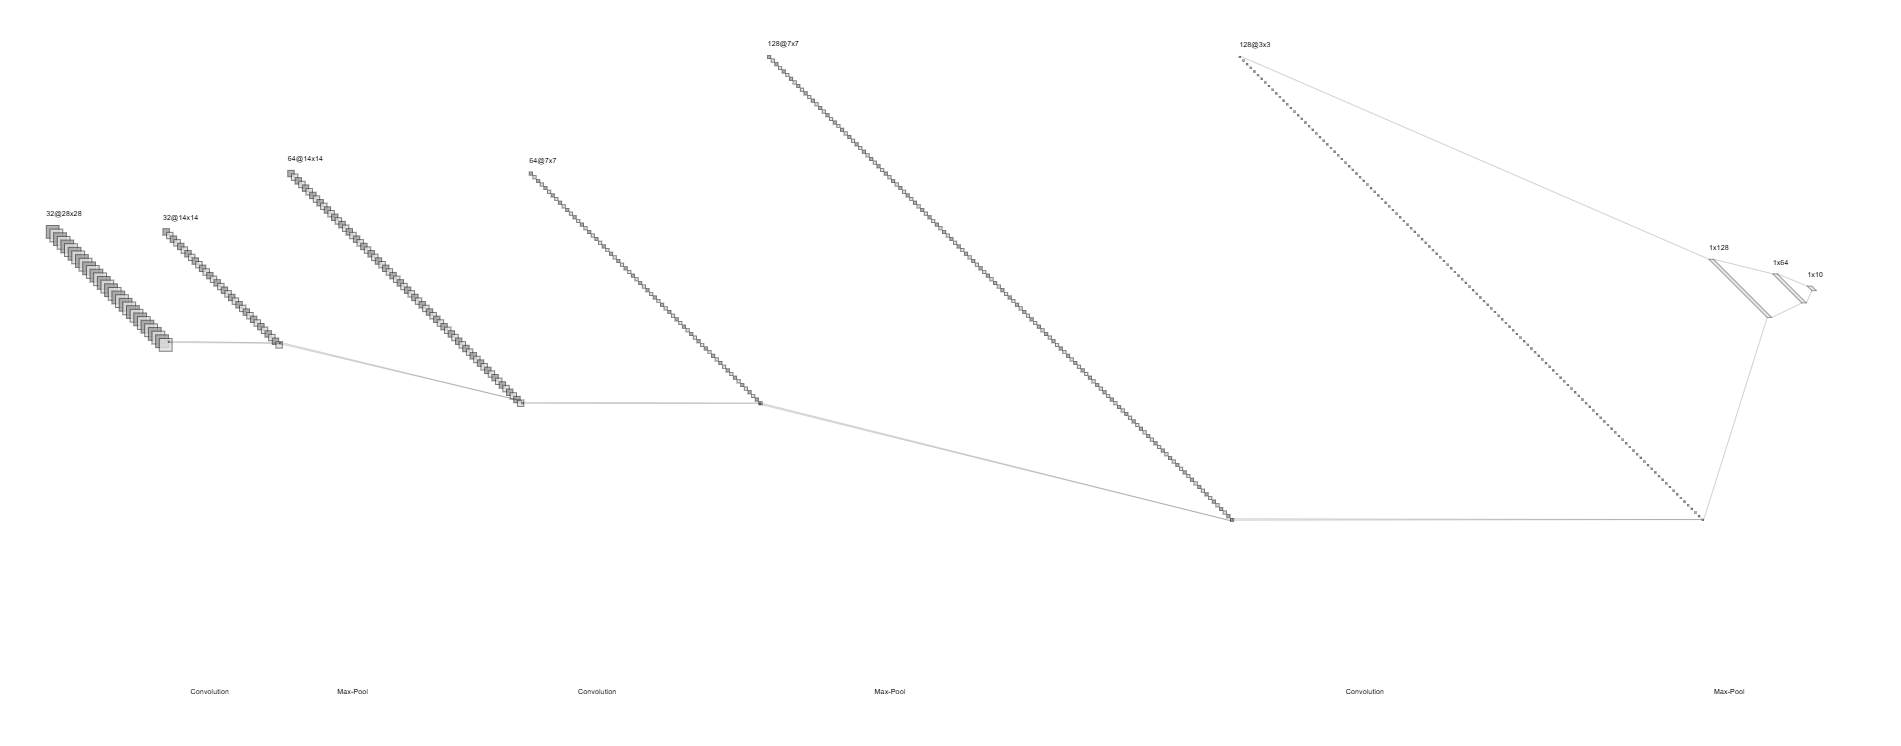 128@7x7
128@3x3
64@14x14
64@7x7
32@28x28
32@14x14
1x128
1x64
1x10
Convolution
Max-Pool
Convolution
Max-Pool
Convolution
Max-Pool